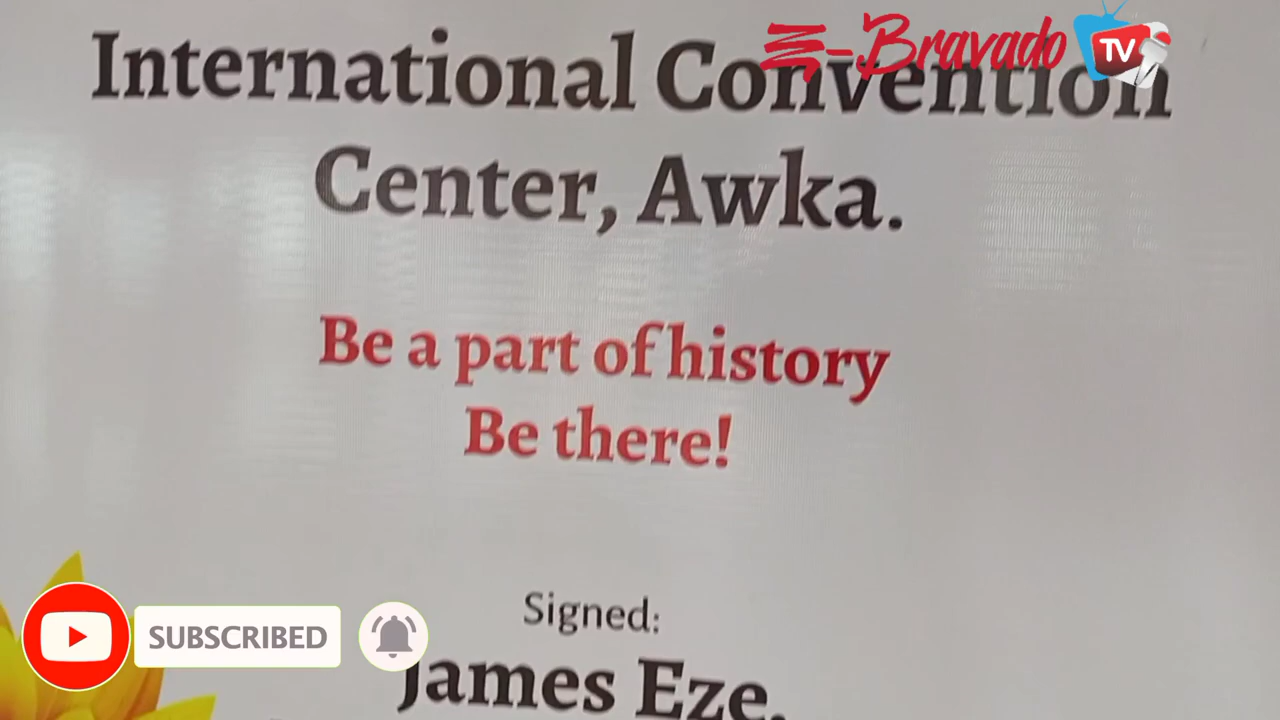 E-Bravado TV
International Convention
Center, Awka.
Be a part of history
Be there!
Signed:
James Eze.
SUBSCRIBED